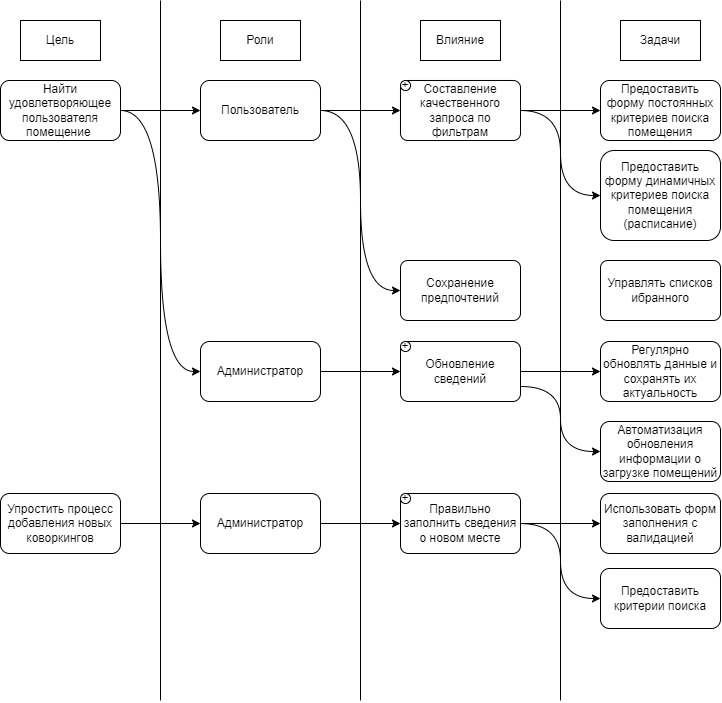 Цель
Роли
Влияние
Задачи
Найти
удовлетворяющее
пользователя
помещение
Пользователь
+
Составление
качественного
запроса по
фильтрам
Предоставить
форму постоянных
критериев поиска
помещения
Предоставить
форму динамичных
критериев поиска
помещения
(расписание)
Сохранение
предпочтений
Управлять списков
ибранного
Администратор
+
Обновление
сведений
Регулярно
обновлять данные и
сохранять их
актуальность
Автоматизация
обновления
информации о
загрузке помещений
Упростить процесс
добавления новых
коворкингов
Администратор
+
Правильно
заполнить сведения
о новом месте
Использовать форм
заполнения с
валидацией
Предоставить
критерии поиска